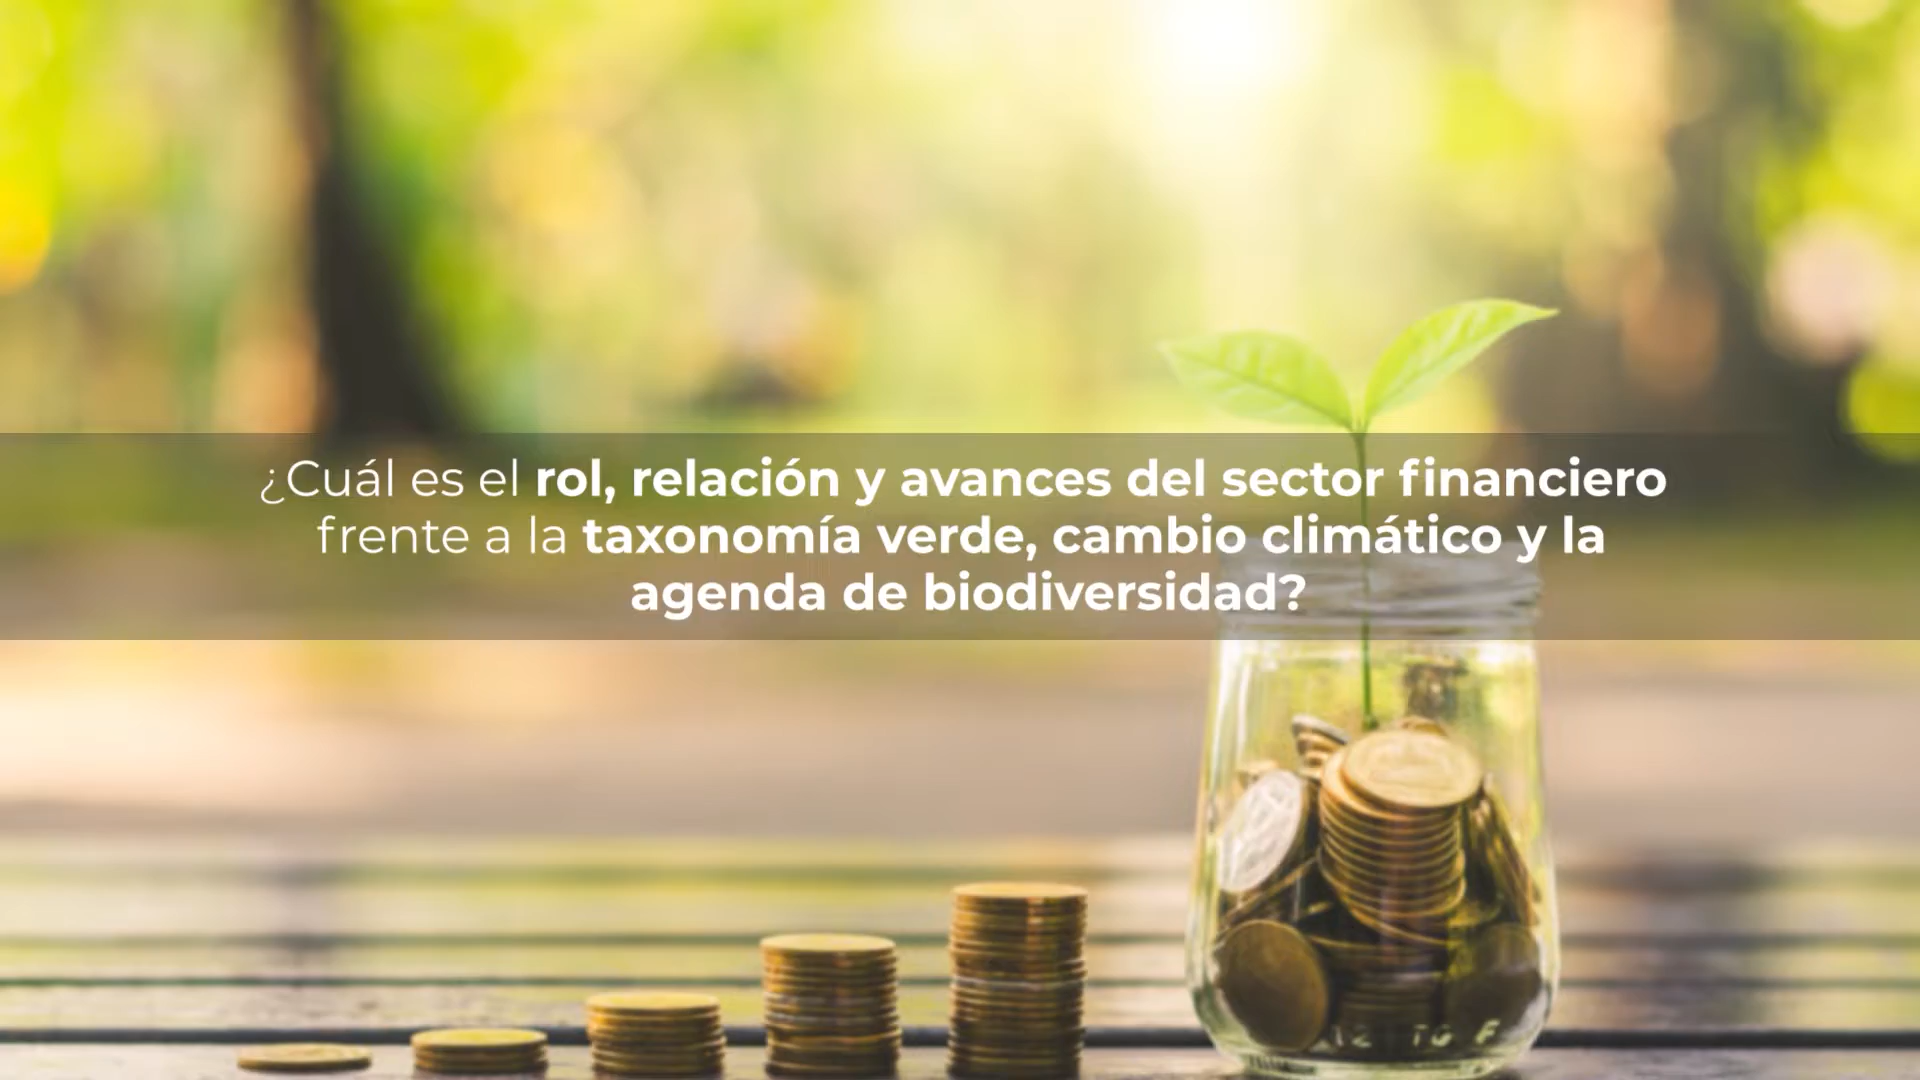 ¿Cuál es el rol, relación y avances del sector financiero
frente a la taxonomía verde, cambio climático y la
agenda de biodiversidad?